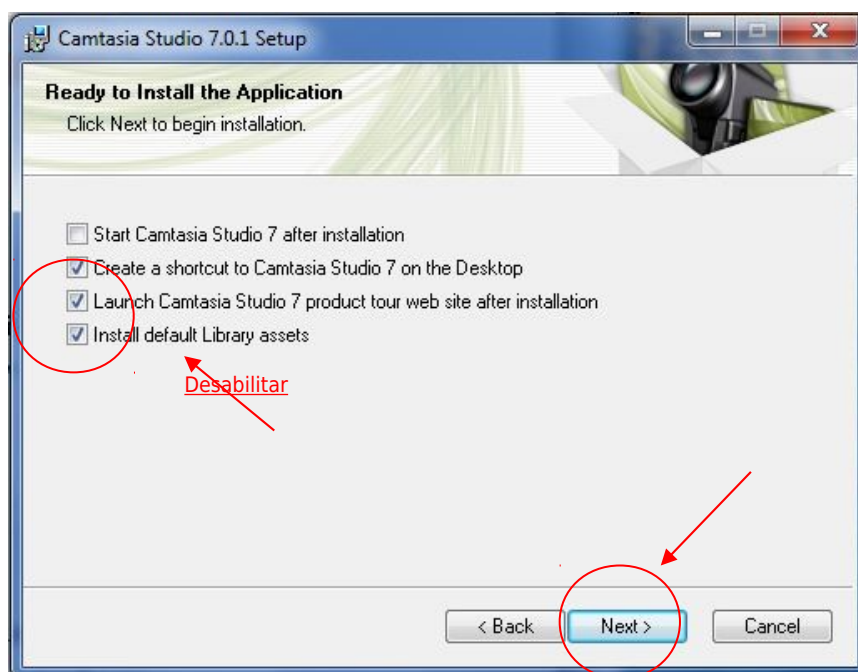 Camtasia Studio 7.0.1 Setup
Ready to Install the Application
Click Next to begin installation.
Start Camtasia Studio 7 after installation
Create a shortcut to Camtasia Studio 7 on the Desktop
Launch Camtasia Studio 7 product tour web site after installation
Install default Library assets
Desabilitar
< Back Next > Cancel